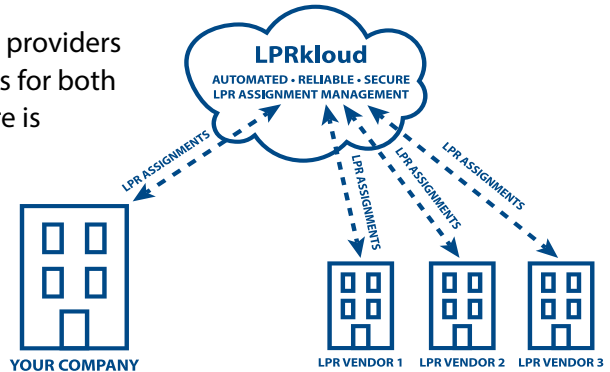 providers
s for both
re is
LPRkloud
AUTOMATED • RELIABLE • SECURE
LPR ASSIGNMENT MANAGEMENT
LPR ASSIGNMENTS
LPR ASSIGNMENTS
LPR ASSIGNMENTS
LPR ASSIGNMENTS
YOUR COMPANY
LPR VENDOR 1
LPR VENDOR 2
LPR VENDOR 3